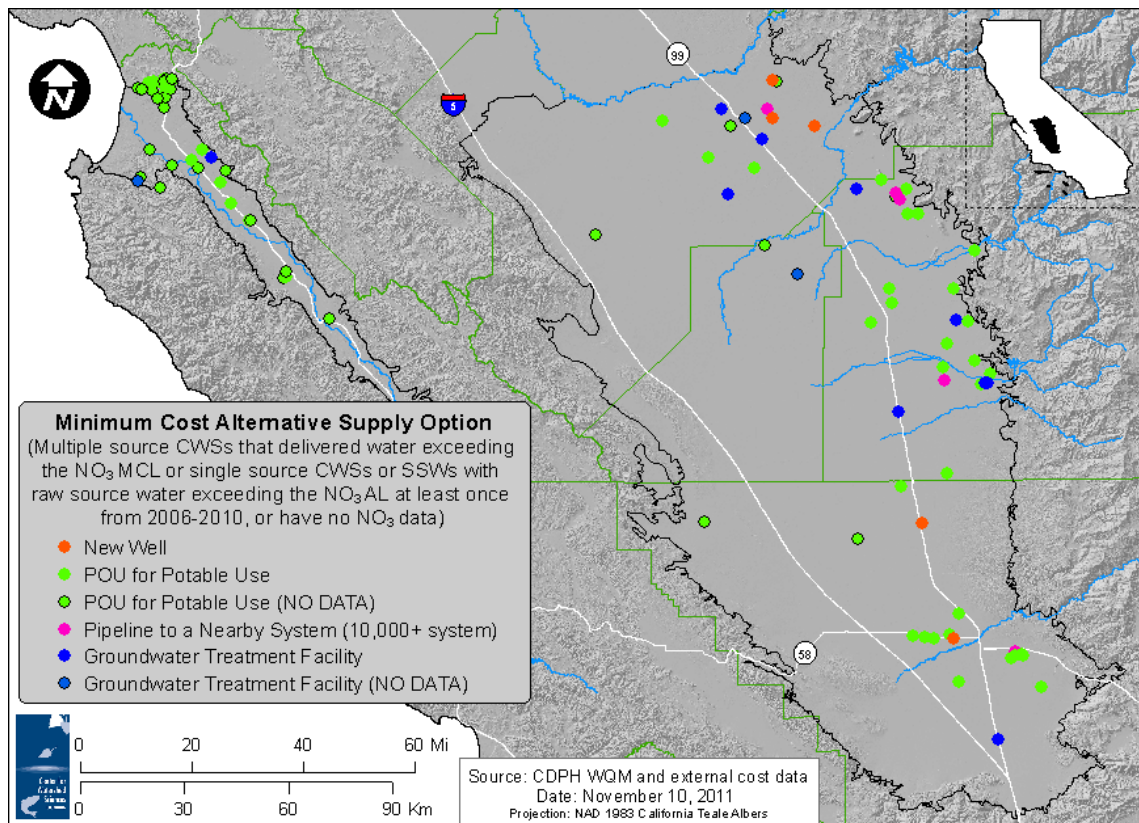 N
5
99
58
Minimum Cost Alternative Supply Option
(Multiple source CWSs that delivered water exceeding
the NO3 MCL or single source CWSs or SSWs with
raw source water exceeding the NO3 AL at least once
from 2006-2010, or have no NO3 data)
New Well
POU for Potable Use
POU for Potable Use (NO DATA)
Pipeline to a Nearby System (10,000+ system)
Groundwater Treatment Facility
Groundwater Treatment Facility (NO DATA)
Center for
Watershed
Sciences
0 20 40 60 Mi
0 30 60 90 Km
Source: CDPH WQM and external cost data
Date: November 10, 2011
Projection: NAD 1983 California Teale Albers